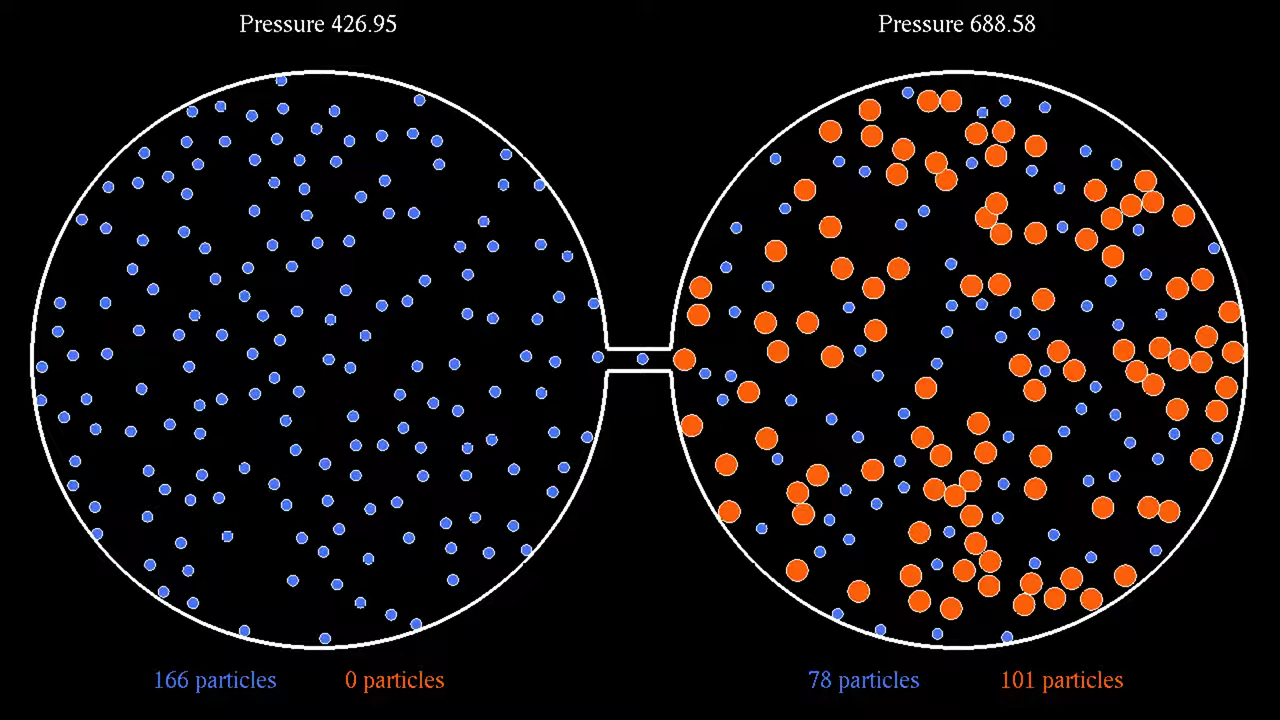 Pressure 426.95
Pressure 688.58
166 particles
0 particles
78 particles
101 particles